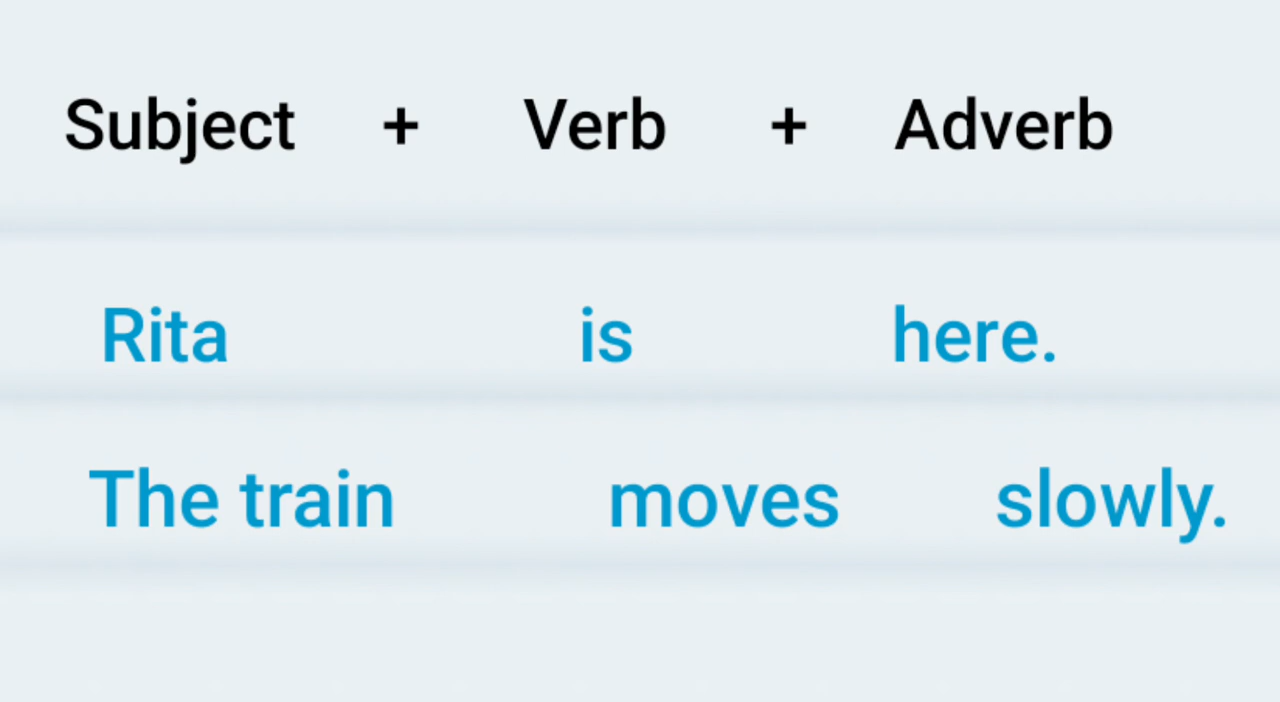 Subject + Verb + Adverb
Rita is here.
The train moves slowly.